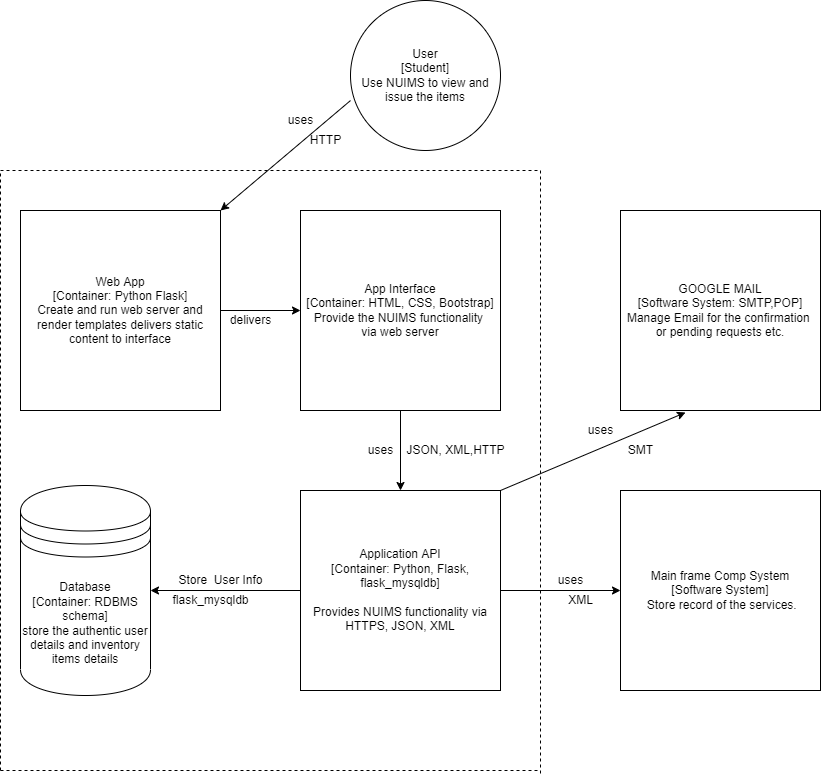 User
[Student]
Use NUIMS to view and
issue the items
uses
HTTP
Web App
[Container: Python Flask]
Create and run web server and
render templates delivers static
content to interface
delivers
App Interface
[Container: HTML, CSS, Bootstrap]
Provide the NUIMS functionality
via web server
GOOGLE MAIL
[Software System: SMTP,POP]
Manage Email for the confirmation
or pending requests etc.
uses
JSON, XML,HTTP
uses
SMT
Database
[Container: RDBMS
schema]
store the authentic user
details and inventory
items details
Store  User Info
flask_mysqldb
Application API
[Container: Python, Flask,
flask_mysqldb]
Provides NUIMS functionality via
HTTPS, JSON, XML
uses
XML
Main frame Comp System
[Software System]
Store record of the services.